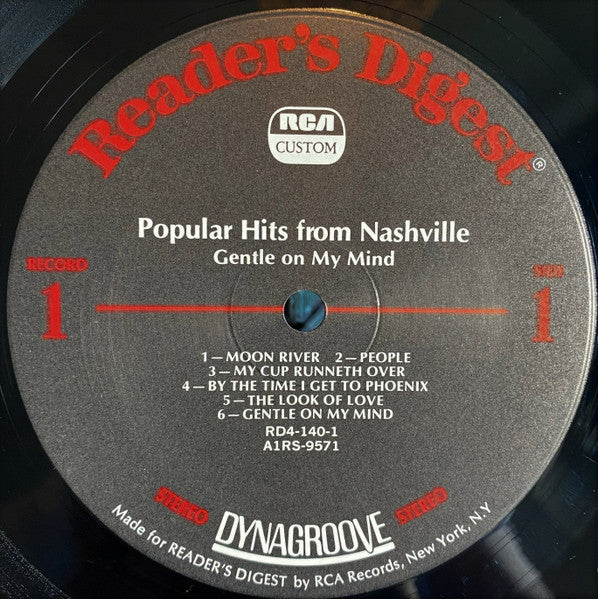 Reader's Digest®
RCA
CUSTOM
Popular Hits from Nashville
Gentle on My Mind
RECORD
1
SIDE
1
1—MOON RIVER 2—PEOPLE
3—MY CUP RUNNETH OVER
4—BY THE TIME I GET TO PHOENIX
5—THE LOOK OF LOVE
6—GENTLE ON MY MIND
RD4-140-1
A1RS-9571
STEREO DYNAGROOVE STEREO
Made for READER'S DIGEST by RCA Records, New York, N.Y